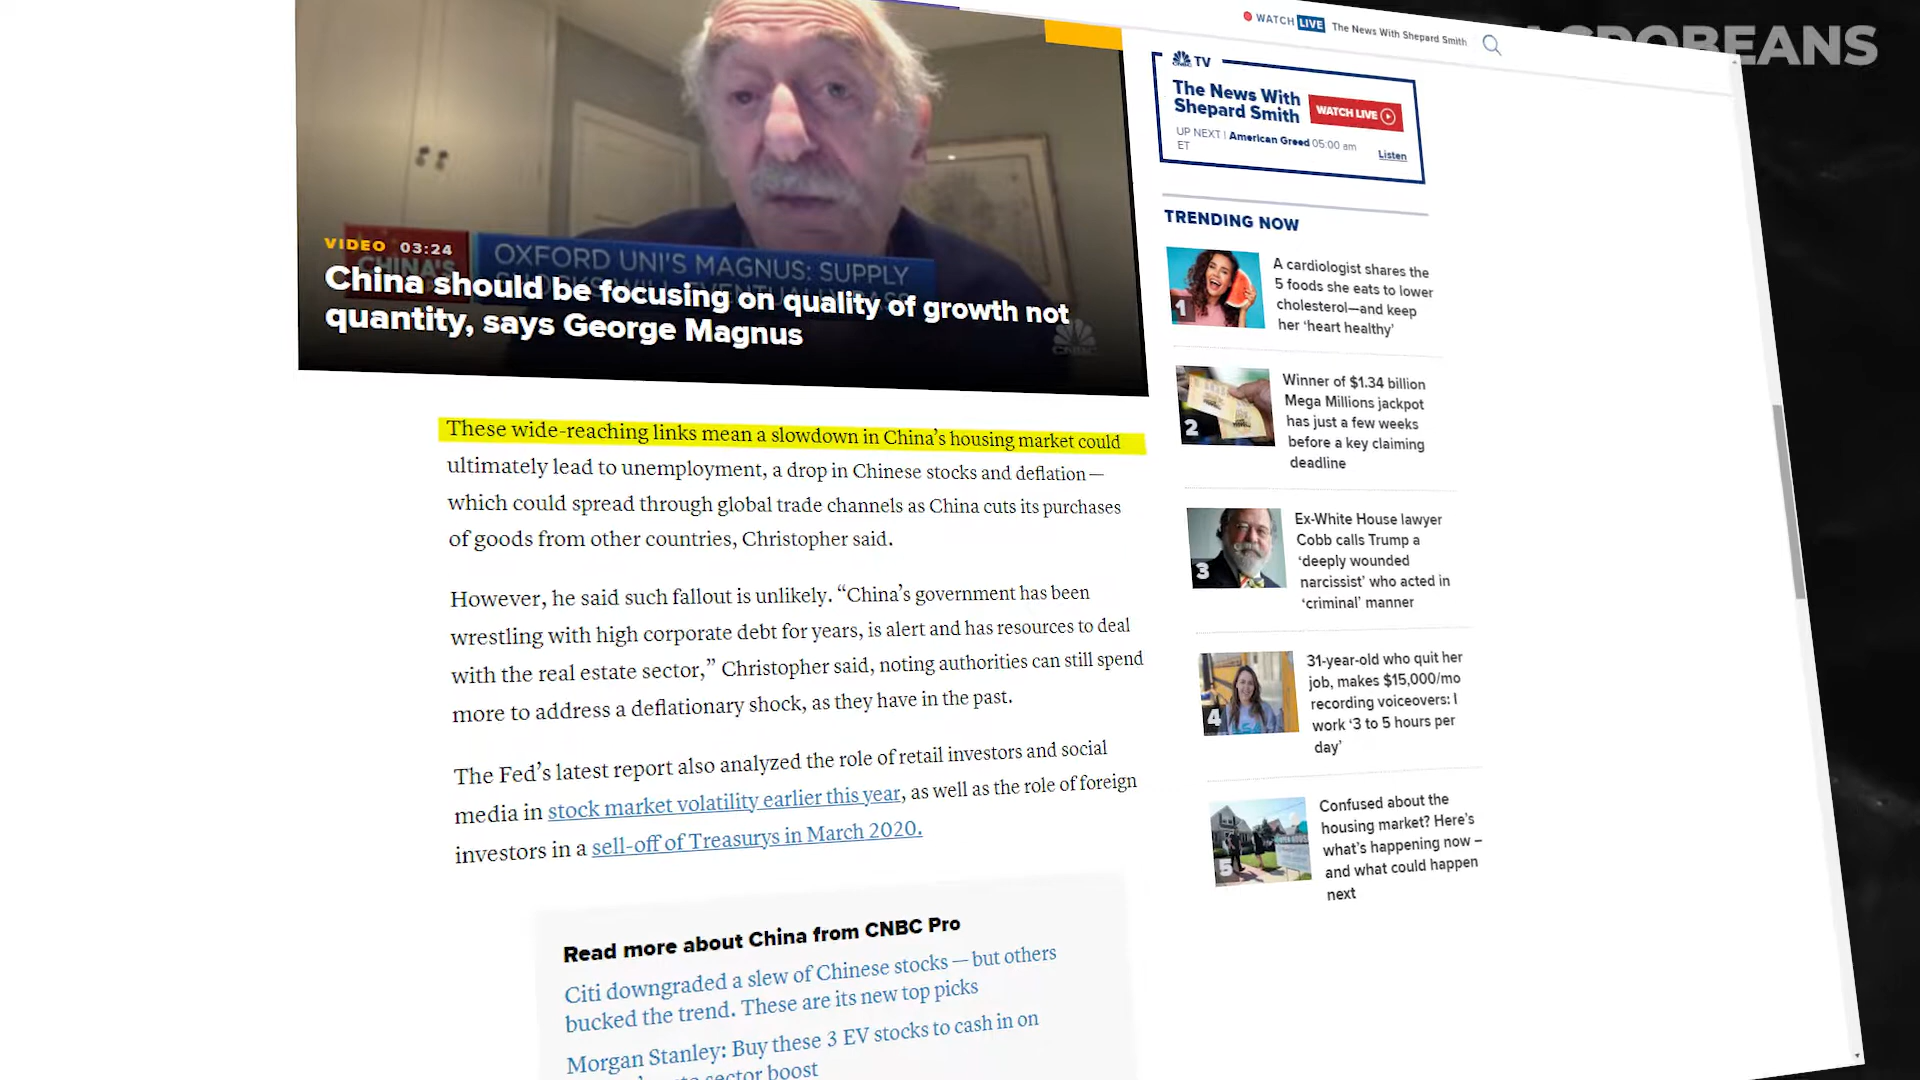 WATCH LIVE The News With Shepard Smith
BEANS
TV
The News With
Shepard Smith
WATCH LIVE
UP NEXT | American Greed 05:00 am
ET
Listen
VIDEO 03:24
OXFORD UNI'S MAGNUS: SUPPLY
China should be focusing on quality of growth not
quantity, says George Magnus
CNBC
These wide-reaching links mean a slowdown in China’s housing market could
ultimately lead to unemployment, a drop in Chinese stocks and deflation —
which could spread through global trade channels as China cuts its purchases
of goods from other countries, Christopher said.
However, he said such fallout is unlikely. “China’s government has been
wrestling with high corporate debt for years, is alert and has resources to deal
with the real estate sector,” Christopher said, noting authorities can still spend
more to address a deflationary shock, as they have in the past.
The Fed’s latest report also analyzed the role of retail investors and social
media in stock market volatility earlier this year, as well as the role of foreign
investors in a sell-off of Treasurys in March 2020.
Read more about China from CNBC Pro
Citi downgraded a slew of Chinese stocks — but others
bucked the trend. These are its new top picks
Morgan Stanley: Buy these 3 EV stocks to cash in on
sector boost
TRENDING NOW
1
A cardiologist shares the
5 foods she eats to lower
cholesterol—and keep
her ‘heart healthy’
2
Winner of $1.34 billion
Mega Millions jackpot
has just a few weeks
before a key claiming
deadline
3
Ex-White House lawyer
Cobb calls Trump a
‘deeply wounded
narcissist’ who acted in
‘criminal’ manner
4
31-year-old who quit her
job, makes $15,000/mo
recording voiceovers: I
work ‘3 to 5 hours per
day’
5
Confused about the
housing market? Here’s
what’s happening now –
and what could happen
next